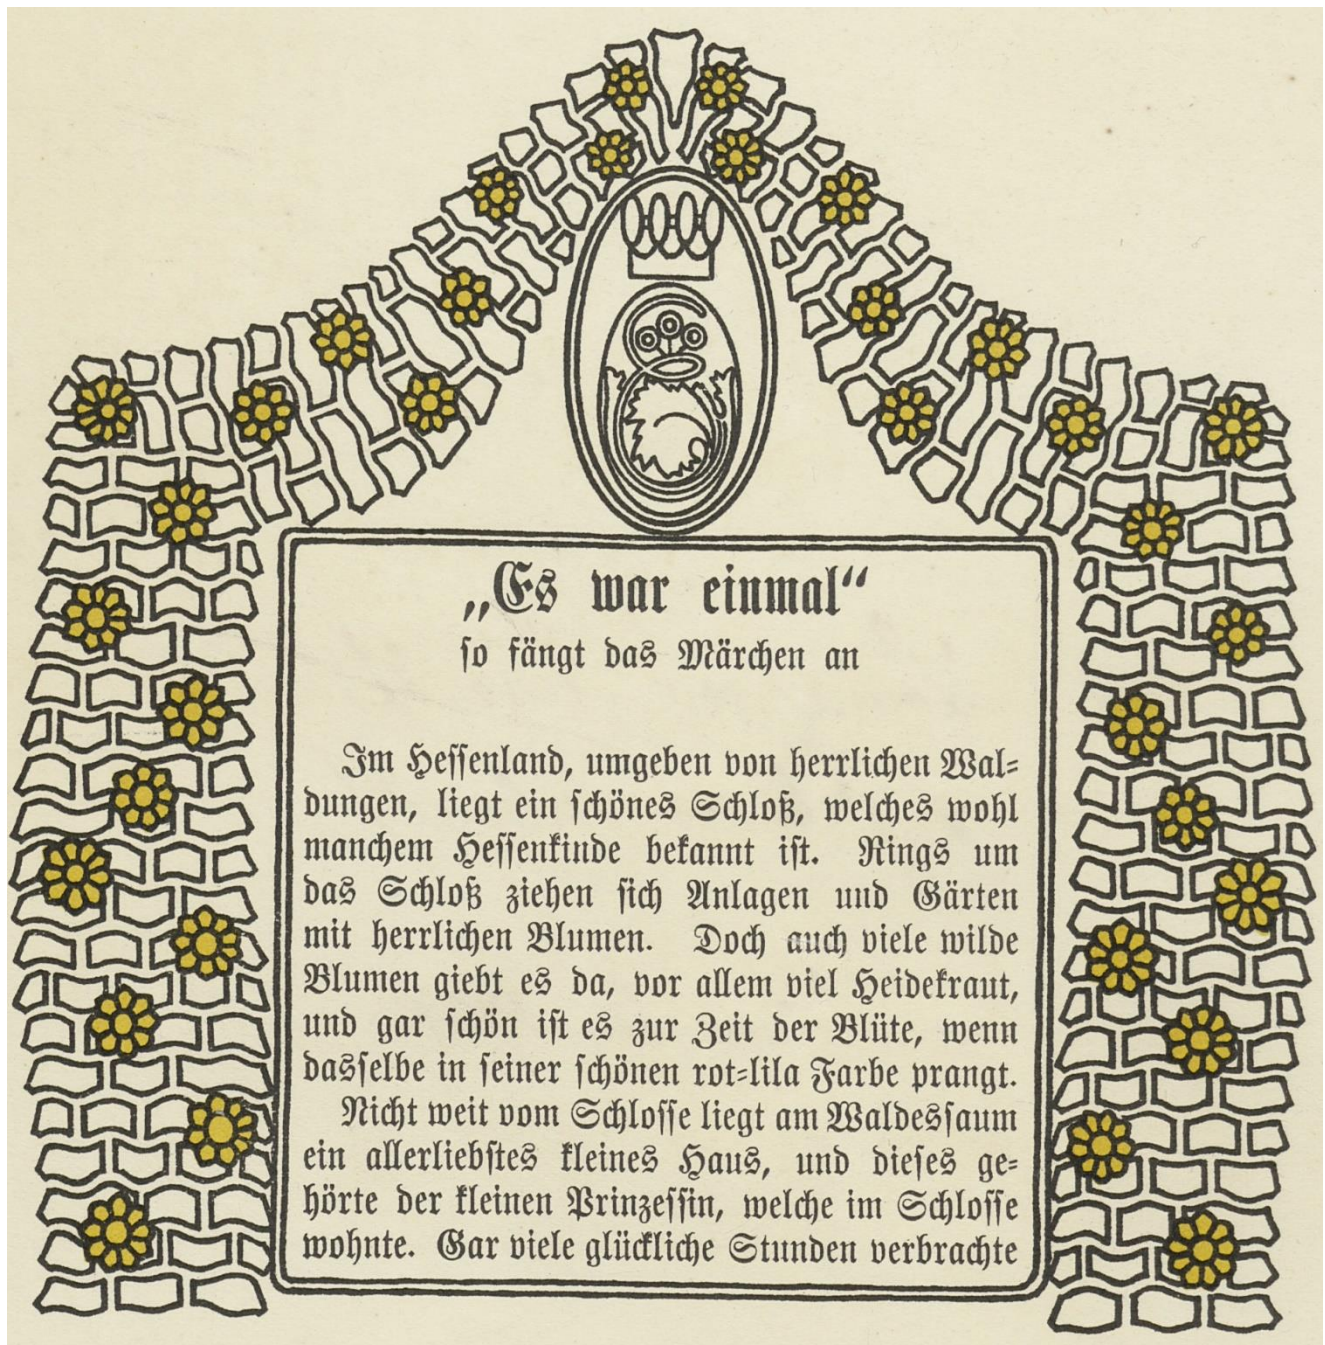 „Es war einmal“
so fängt das Märchen an
Im Hessenland, umgeben von herrlichen Wal-
dungen, liegt ein schönes Schloß, welches wohl
manchem Hessenkinde bekannt ist. Rings um
das Schloß ziehen sich Anlagen und Gärten
mit herrlichen Blumen. Doch auch viele wilde
Blumen giebt es da, vor allem viel Heidekraut,
und gar schön ist es zur Zeit der Blüte, wenn
dasselbe in seiner schönen rot-lila Farbe prangt.
Nicht weit vom Schlosse liegt am Waldessaum
ein allerliebstes kleines Haus, und dieses ge-
hörte der kleinen Prinzessin, welche im Schlosse
wohnte. Gar viele glückliche Stunden verbrachte